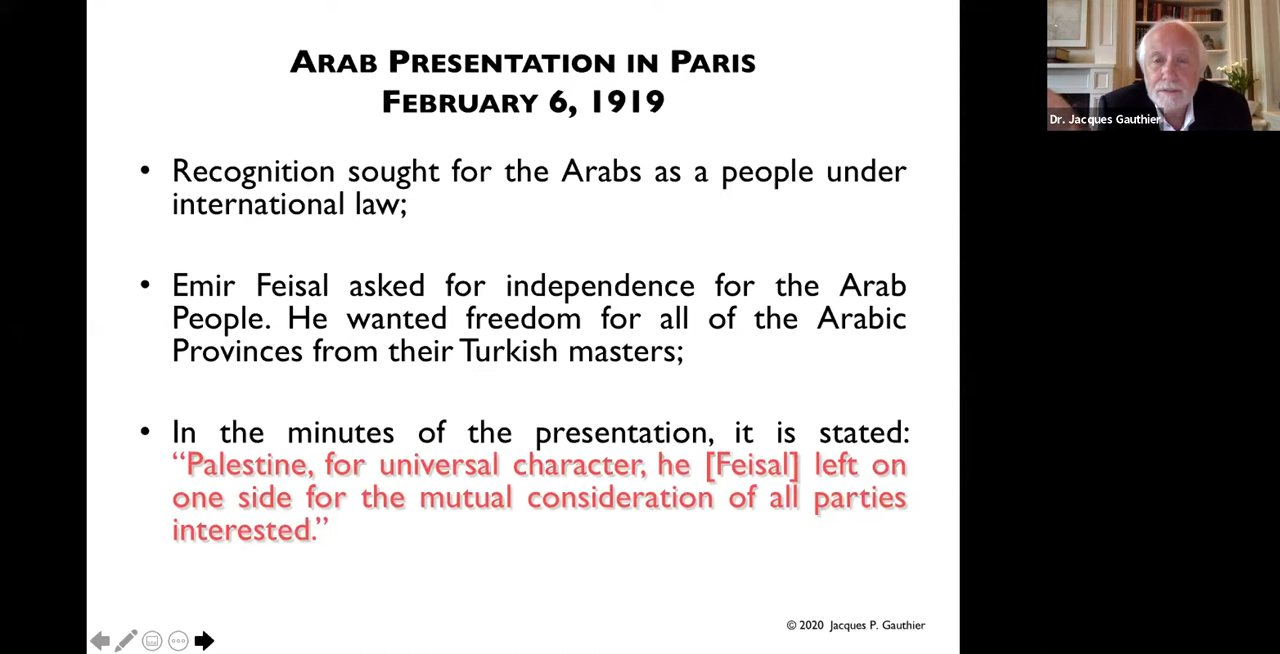 ARAB PRESENTATION IN PARIS
FEBRUARY 6, 1919
• Recognition sought for the Arabs as a people under
international law;
• Emir Feisal asked for independence for the Arab
People. He wanted freedom for all of the Arabic
Provinces from their Turkish masters;
• In the minutes of the presentation, it is stated:
“Palestine, for universal character, he [Feisal] left on
one side for the mutual consideration of all parties
interested.”
© 2020 Jacques P. Gauthier
Dr. Jacques Gauthier